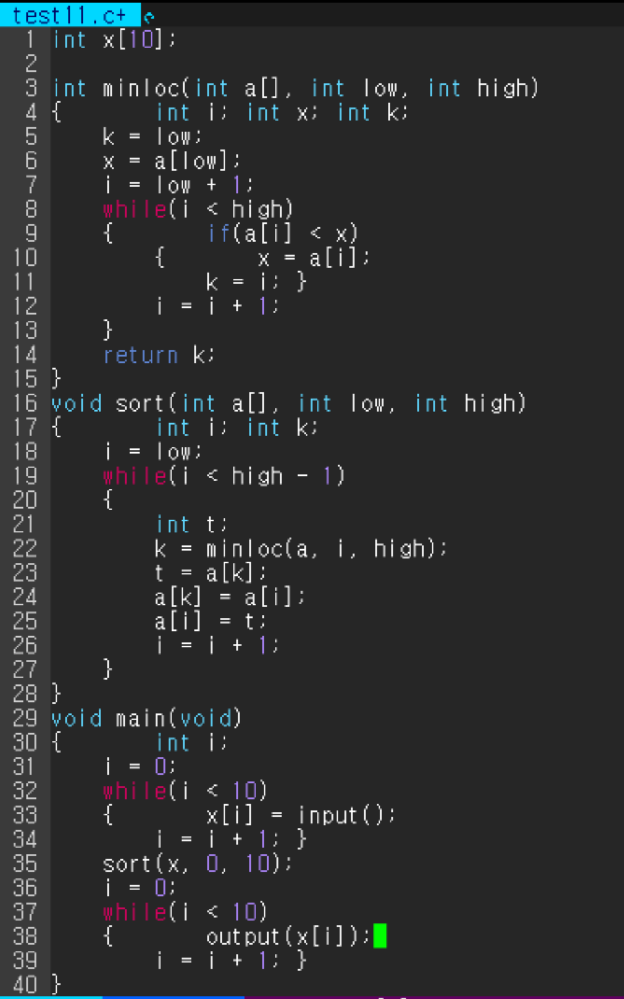 test11.c+
1 int x[10];
2
3 int minloc(int a[], int low, int high)
4 {       int i; int x; int k;
5     k = low;
6     x = a[low];
7     i = low + 1;
8     while(i < high)
9     {       if(a[i] < x)
10         {       x = a[i];
11             k = i; }
12         i = i + 1;
13     }
14     return k;
15 }
16 void sort(int a[], int low, int high)
17 {       int i; int k;
18     i = low;
19     while(i < high - 1)
20     {
21         int t;
22         k = minloc(a, i, high);
23         t = a[k];
24         a[k] = a[i];
25         a[i] = t;
26         i = i + 1;
27     }
28 }
29 void main(void)
30 {       int i;
31     i = 0;
32     while(i < 10)
33     {       x[i] = input();
34         i = i + 1; }
35     sort(x, 0, 10);
36     i = 0;
37     while(i < 10)
38     {       output(x[i]);
39         i = i + 1; }
40 }